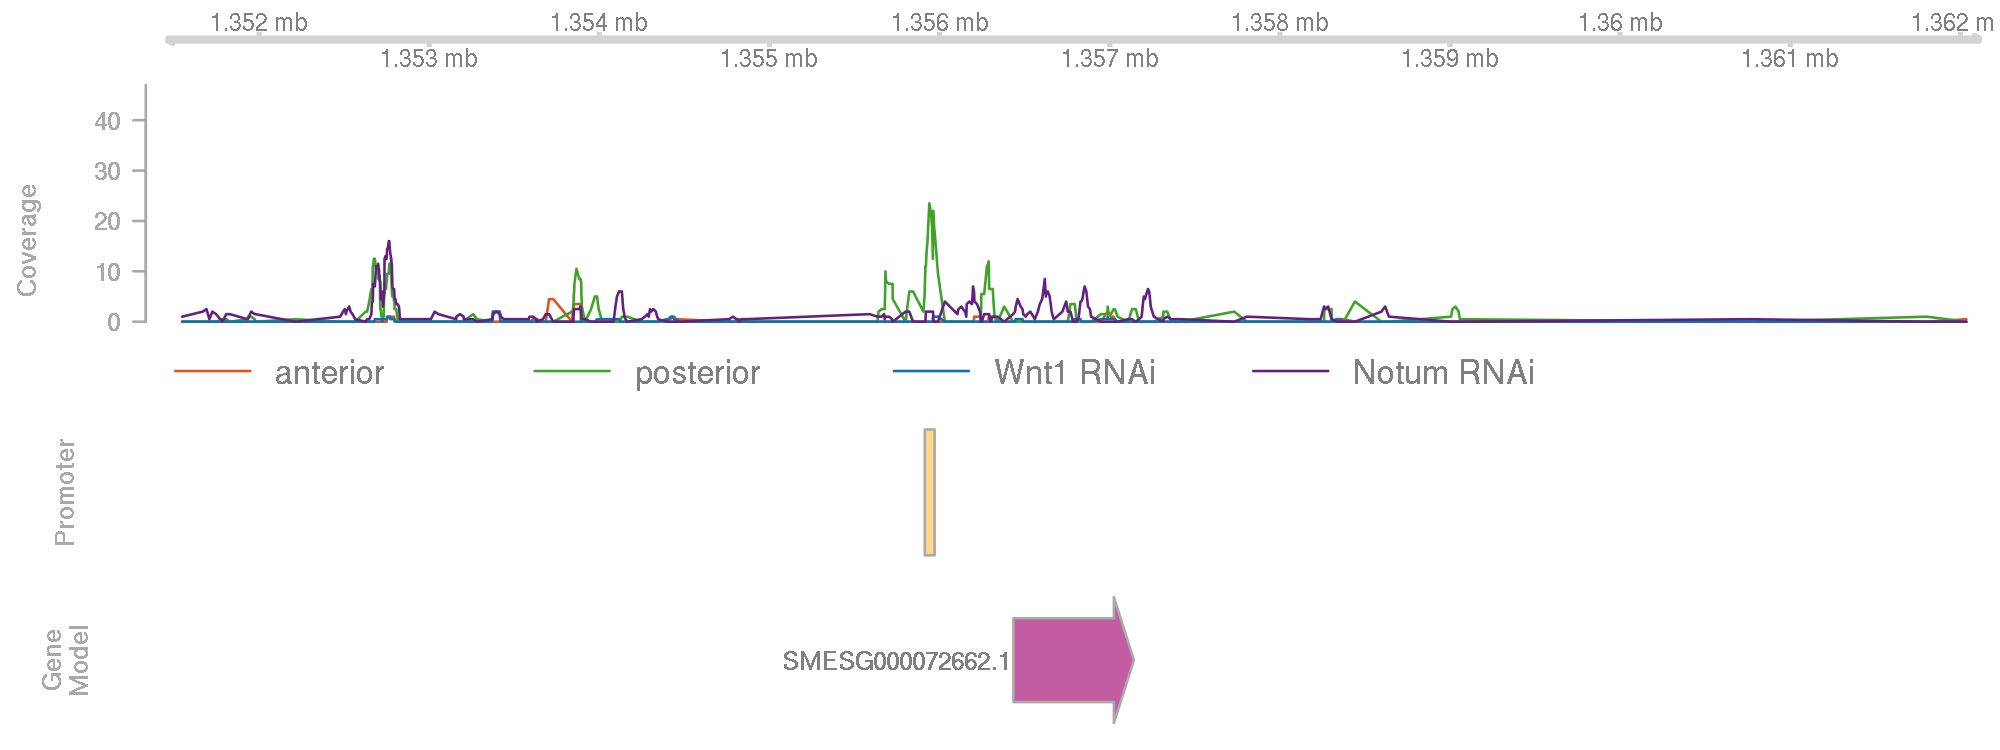 1.352 mb 1.354 mb 1.356 mb 1.358 mb 1.36 mb 1.362 m
1.353 mb 1.355 mb 1.357 mb 1.359 mb 1.361 mb
Coverage
40
30
20
10
0
anterior posterior Wnt1 RNAi Notum RNAi
Promoter
Gene
Model
SMESG000072662.1